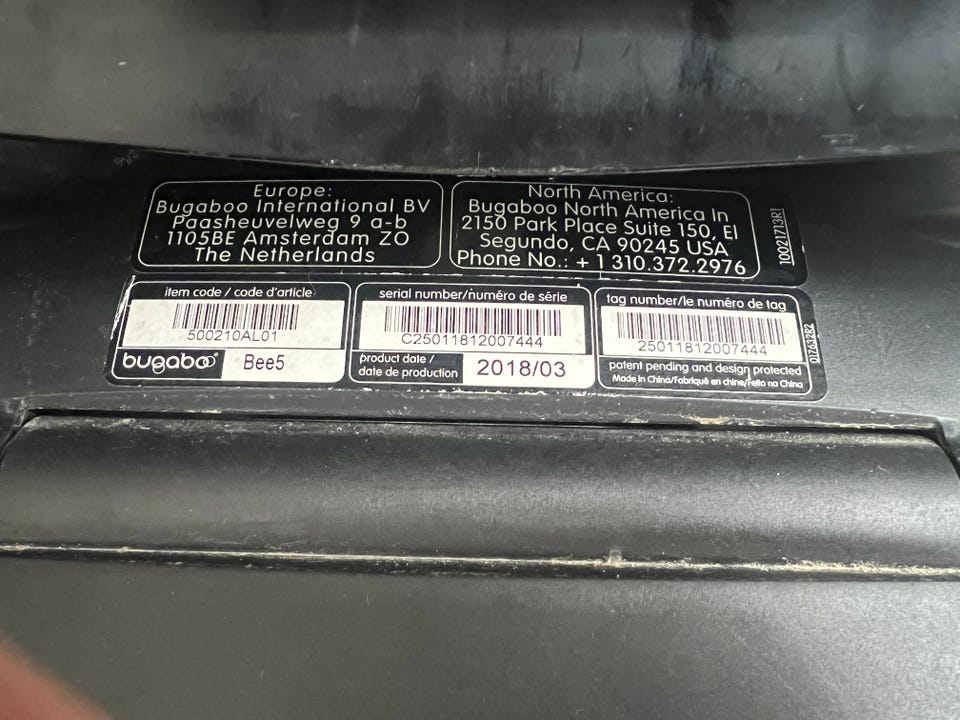 Europe:
Bugaboo International BV
Paasheuvelweg 9 a-b
1105BE Amsterdam ZO
The Netherlands
North America:
Bugaboo North America In
2150 Park Place Suite 150, El
Segundo, CA 90245 USA
Phone No.: + 1 310.372.2976
10021713R1
item code / code d'article
500210AL01
bugaboo
Bee5
serial number/numéro de série
C25011812007444
product date /
date de production
2018/03
tag number/le numéro de tag
25011812007444
patent pending and design protected
Made in China/Fabriqué en chine/Feito na China
017632R2